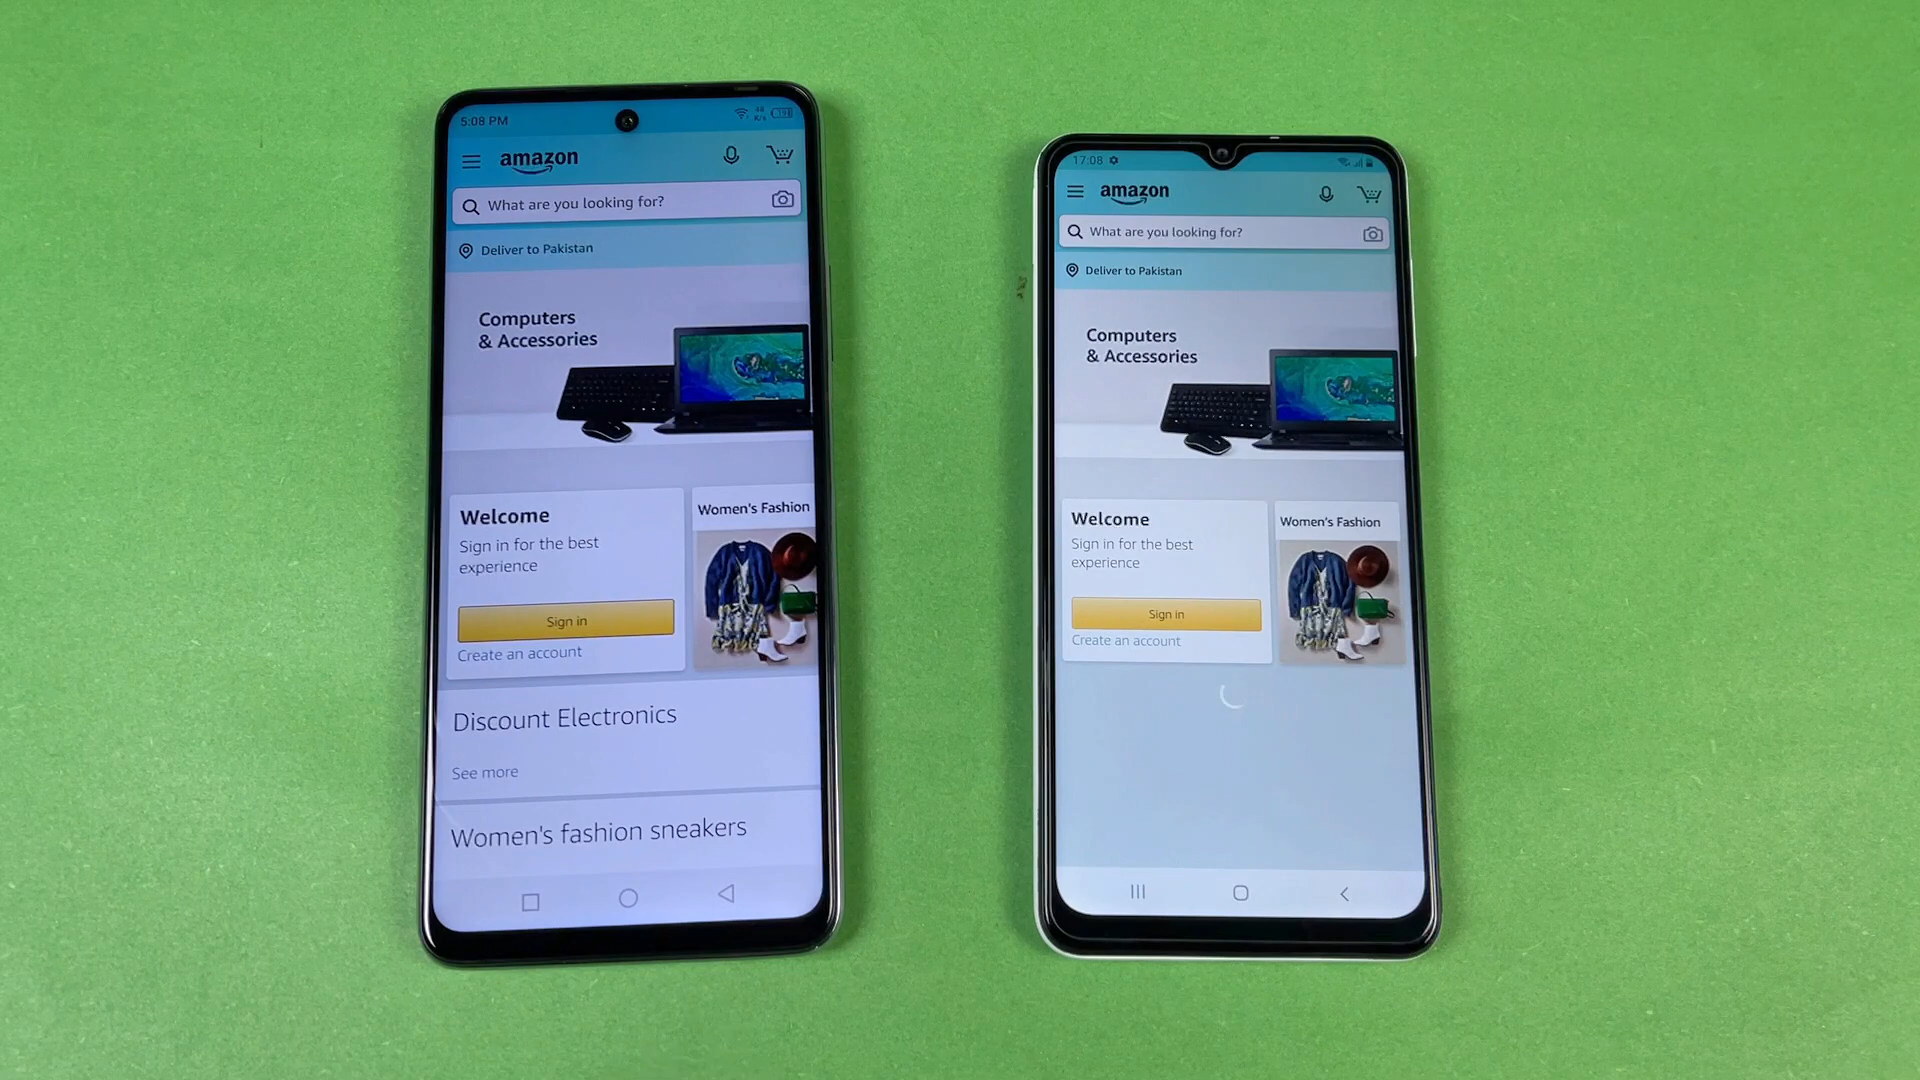 5:08 PM
amazon
What are you looking for?
Deliver to Pakistan
Computers
& Accessories
Welcome
Sign in for the best
experience
Sign in
Create an account
Women's Fashion
Discount Electronics
See more
Women's fashion sneakers
17:08
amazon
What are you looking for?
Deliver to Pakistan
Computers
& Accessories
Welcome
Sign in for the best
experience
Sign in
Create an account
Women's Fashion